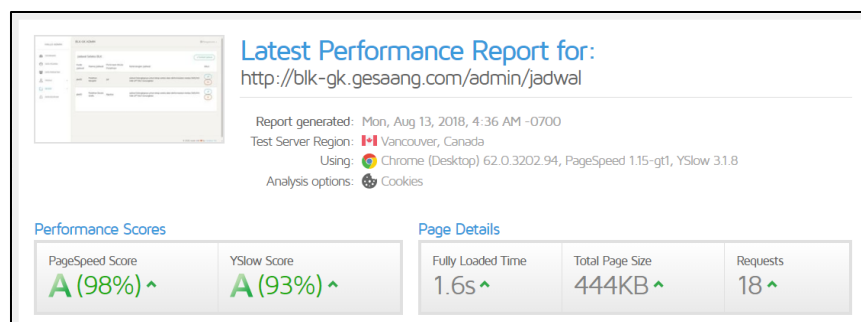 Latest Performance Report for:
http://blk-gk.gesaang.com/admin/jadwal
Report generated: Mon, Aug 13, 2018, 4:36 AM -0700
Test Server Region: Vancouver, Canada
Using: Chrome (Desktop) 62.0.3202.94, PageSpeed 1.15-gt1, YSlow 3.1.8
Analysis options: Cookies
Performance Scores
PageSpeed Score
A (98%)
YSlow Score
A (93%)
Page Details
Fully Loaded Time
1.6s
Total Page Size
444KB
Requests
18